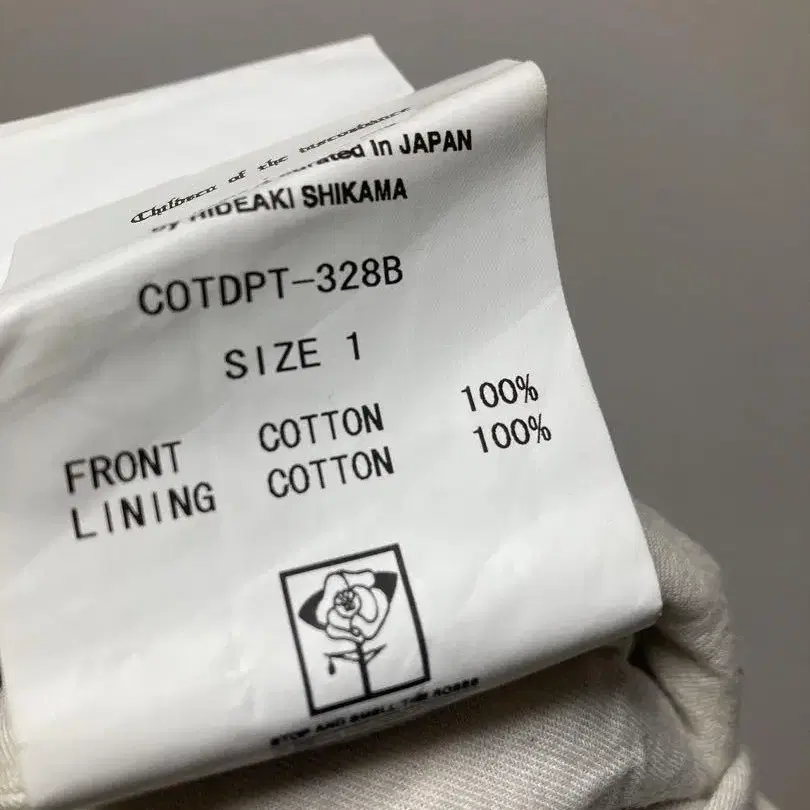 Children of the discordance
In JAPAN
by HIDEAKI SHIKAMA
COTDPT-328B
SIZE 1
FRONT COTTON 100%
LINING COTTON 100%
STOP AND SMELL THE ROSES